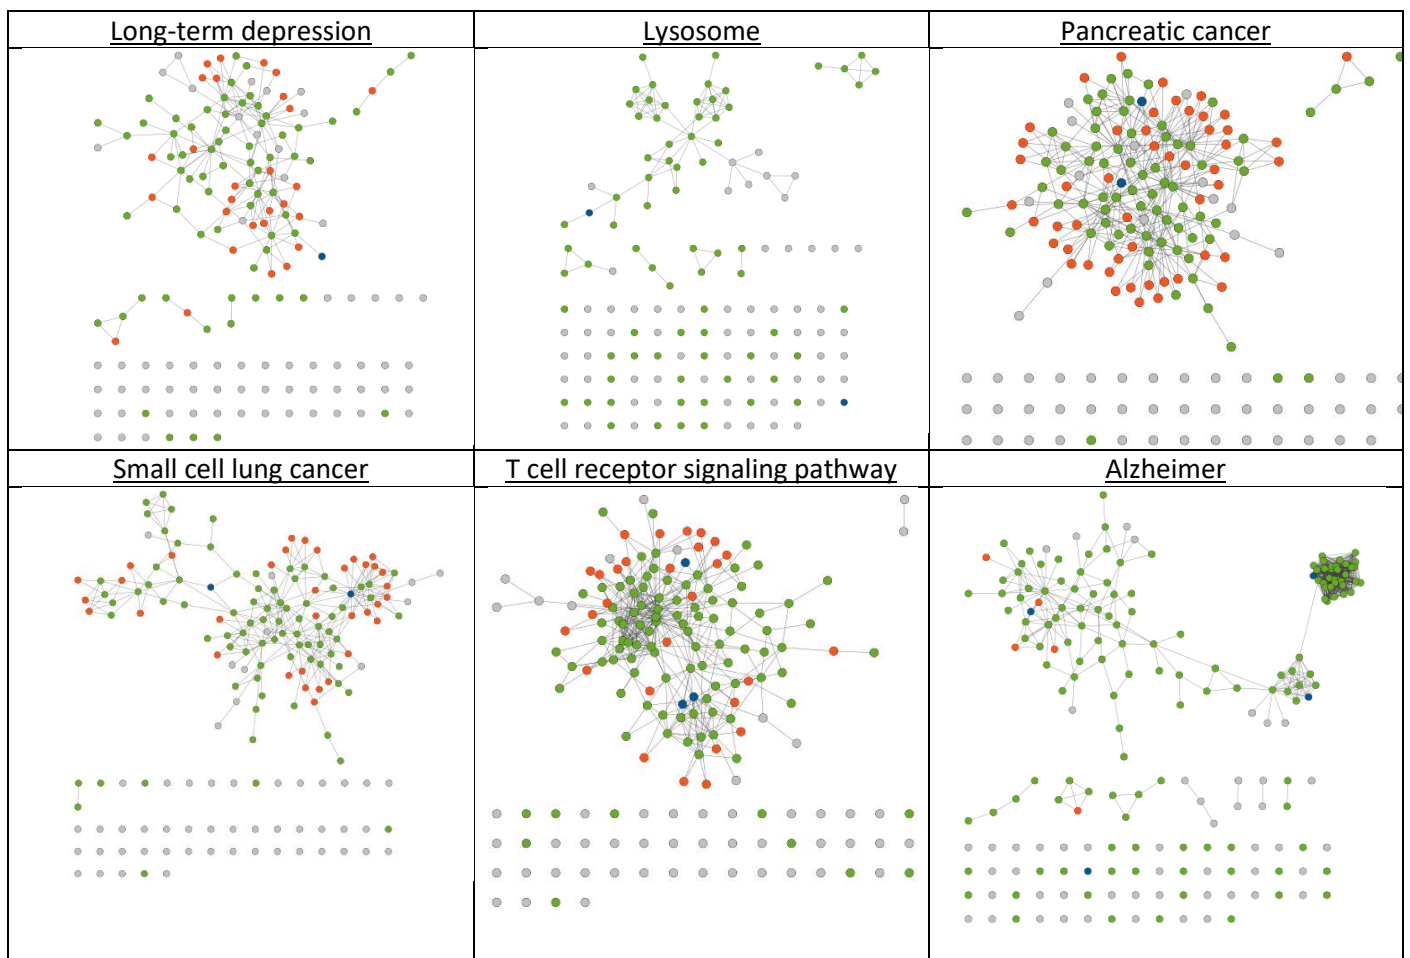 Long-term depression
Lysosome
Pancreatic cancer
Small cell lung cancer
T cell receptor signaling pathway
Alzheimer